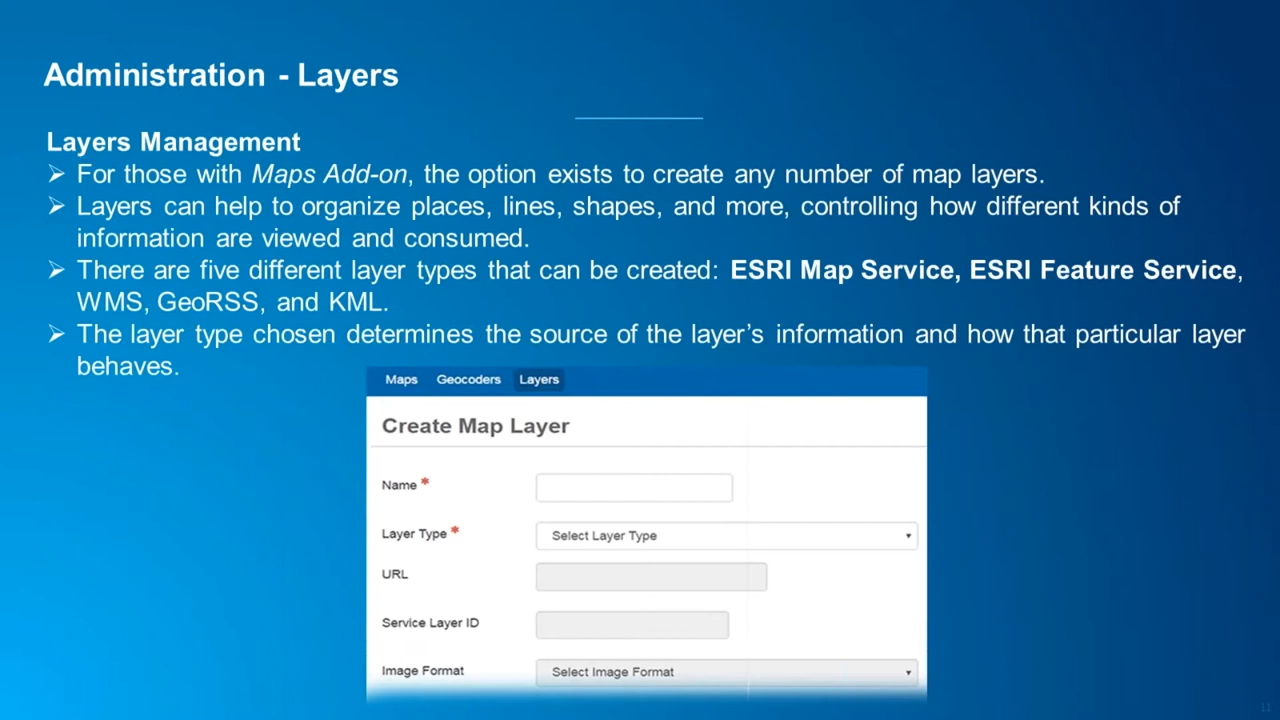 Administration - Layers
Layers Management
➢ For those with Maps Add-on, the option exists to create any number of map layers.
➢ Layers can help to organize places, lines, shapes, and more, controlling how different kinds of
information are viewed and consumed.
➢ There are five different layer types that can be created: ESRI Map Service, ESRI Feature Service,
WMS, GeoRSS, and KML.
➢ The layer type chosen determines the source of the layer’s information and how that particular layer
behaves.
Maps Geocoders Layers
Create Map Layer
Name *
Layer Type * Select Layer Type
URL
Service Layer ID
Image Format Select Image Format
11